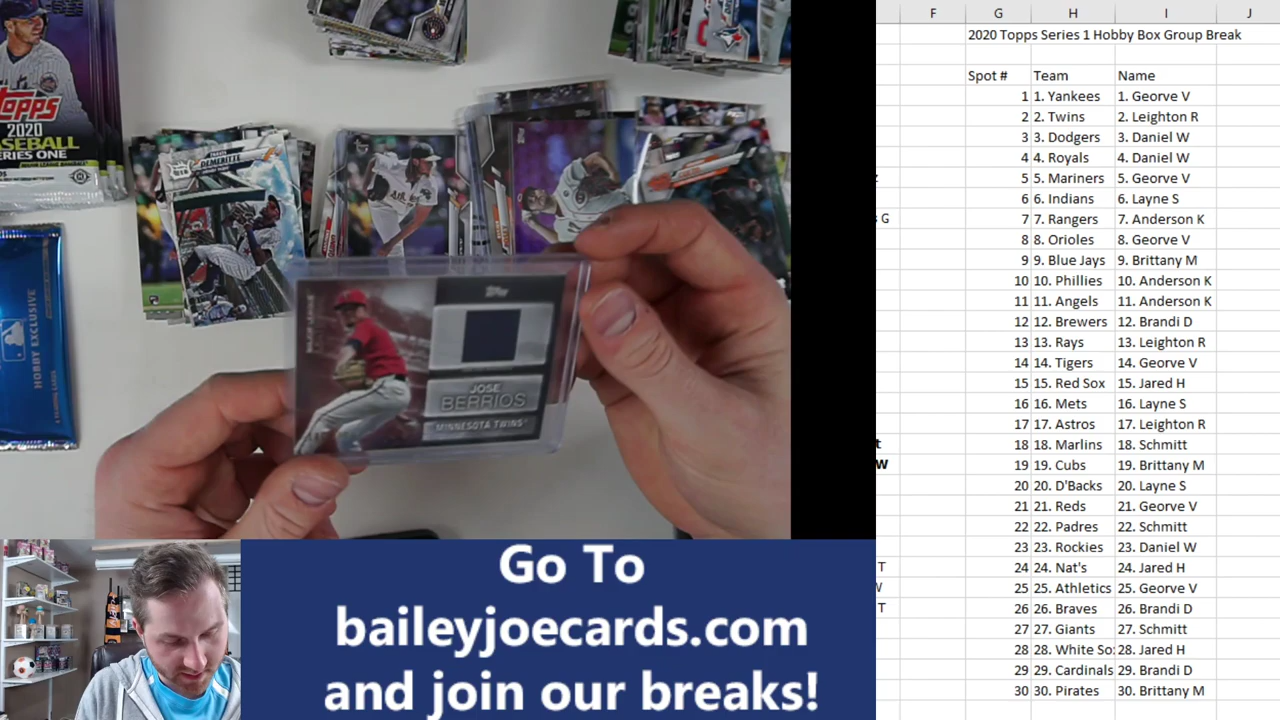 TOPPS
2020
BASEBALL
SERIES ONE
HOBBY EXCLUSIVE
DEMERITTE
MAJOR LEAGUE
Topps
JOSE
BERRIOS
MINNESOTA TWINS
Go To
baileyjoecards.com
and join our breaks!
F G H I J
2020 Topps Series 1 Hobby Box Group Break
Spot # Team Name
1 1. Yankees 1. Georve V
2 2. Twins 2. Leighton R
3 3. Dodgers 3. Daniel W
4 4. Royals 4. Daniel W
5 5. Mariners 5. Georve V
6 6. Indians 6. Layne S
7 7. Rangers 7. Anderson K
8 8. Orioles 8. Georve V
9 9. Blue Jays 9. Brittany M
10 10. Phillies 10. Anderson K
11 11. Angels 11. Anderson K
12 12. Brewers 12. Brandi D
13 13. Rays 13. Leighton R
14 14. Tigers 14. Georve V
15 15. Red Sox 15. Jared H
16 16. Mets 16. Layne S
17 17. Astros 17. Leighton R
18 18. Marlins 18. Schmitt
19 19. Cubs 19. Brittany M
20 20. D'Backs 20. Layne S
21 21. Reds 21. Georve V
22 22. Padres 22. Schmitt
23 23. Rockies 23. Daniel W
24 24. Nat's 24. Jared H
25 25. Athletics 25. Georve V
26 26. Braves 26. Brandi D
27 27. Giants 27. Schmitt
28 28. White So 28. Jared H
29 29. Cardinals 29. Brandi D
30 30. Pirates 30. Brittany M